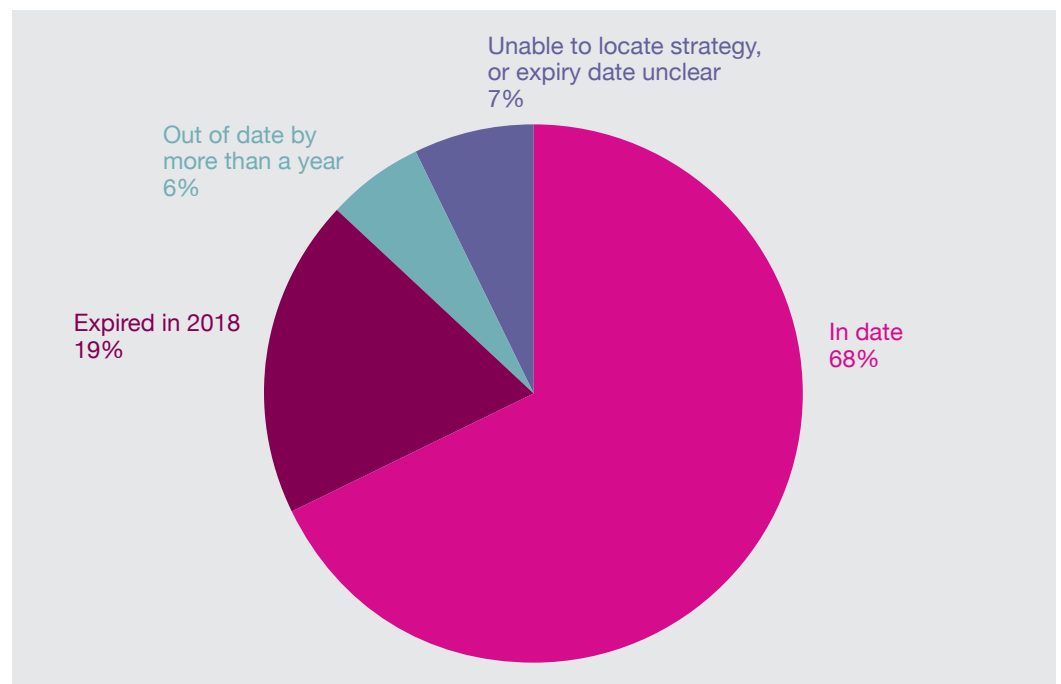 Unable to locate strategy,
or expiry date unclear
7%
Out of date by
more than a year
6%
Expired in 2018
19%
In date
68%